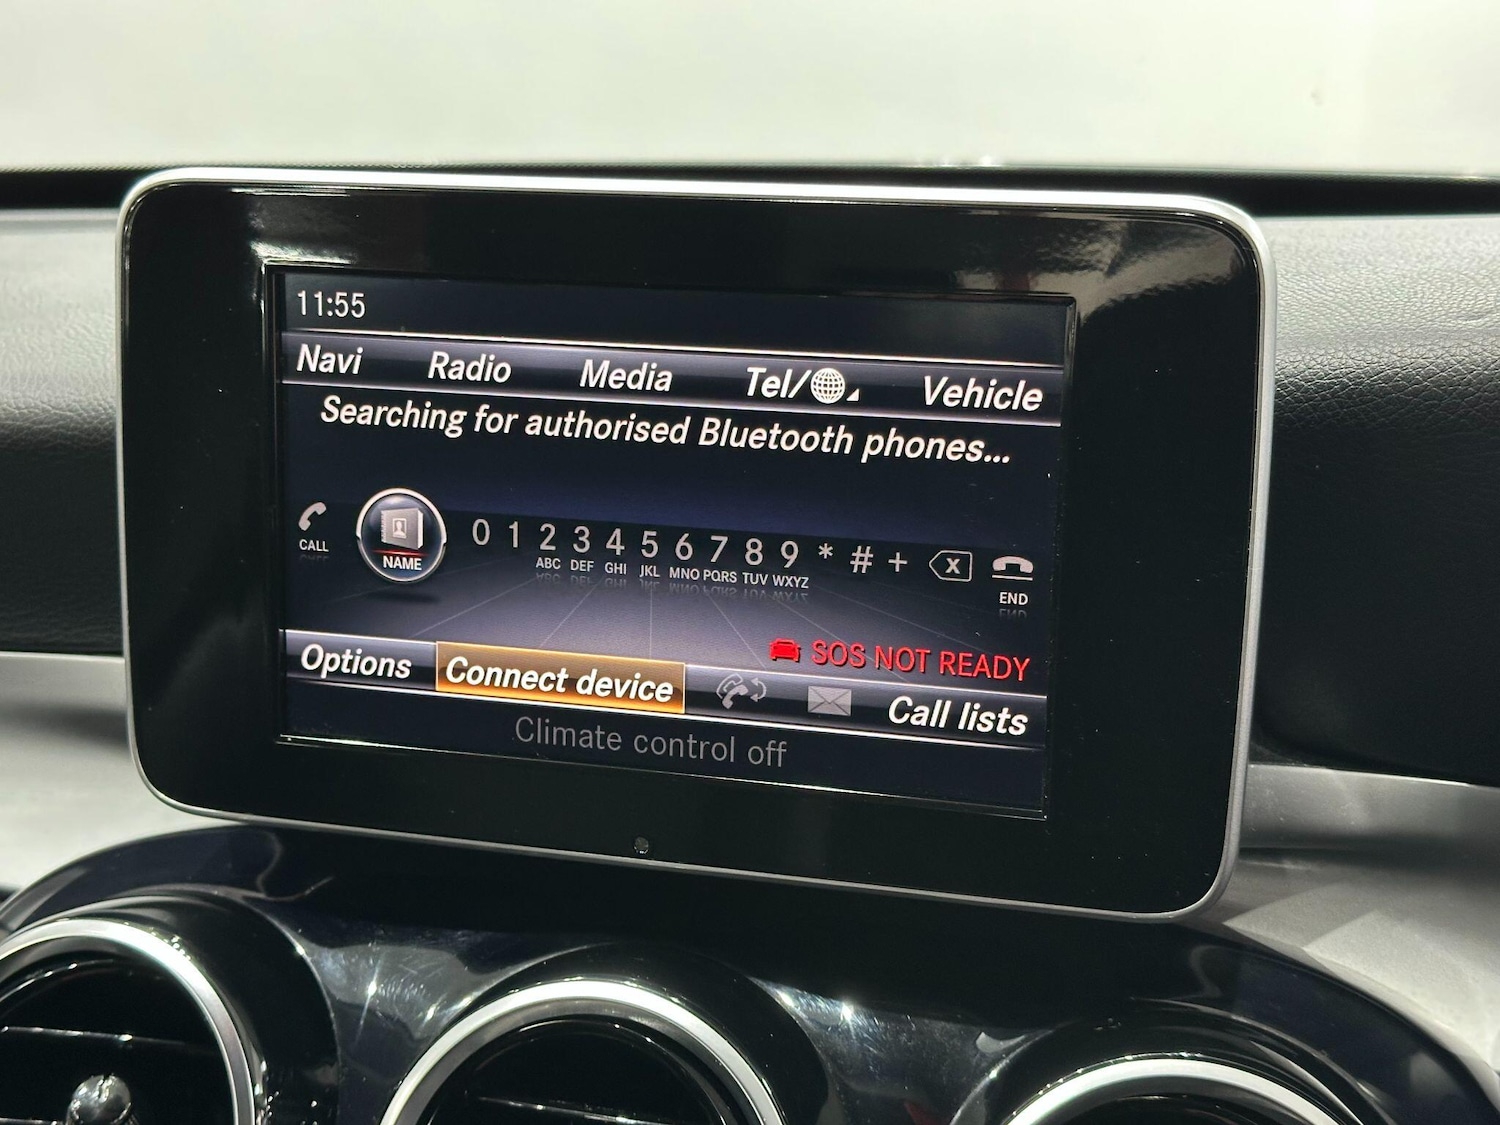 11:55
Navi Radio Media Tel/ Vehicle
Searching for authorised Bluetooth phones...
0 1 2 3 4 5 6 7 8 9 * # + X
CALL NAME ABC DEF GHI JKL MNO PQRS TUV WXYZ END
SOS NOT READY
Options Connect device Call lists
Climate control off